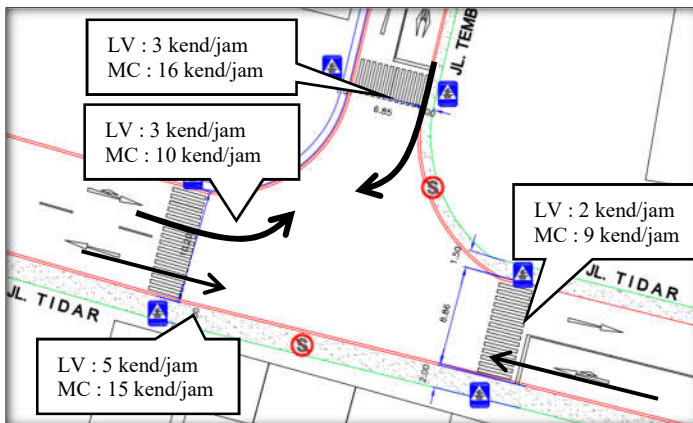 LV : 3 kend/jam
MC : 16 kend/jam
JL. TEMB
6.85
LV : 3 kend/jam
MC : 10 kend/jam
S
LV : 2 kend/jam
MC : 9 kend/jam
1.50
JL. TIDAR
8.86
JL. TIDAR
S
2.00
LV : 5 kend/jam
MC : 15 kend/jam